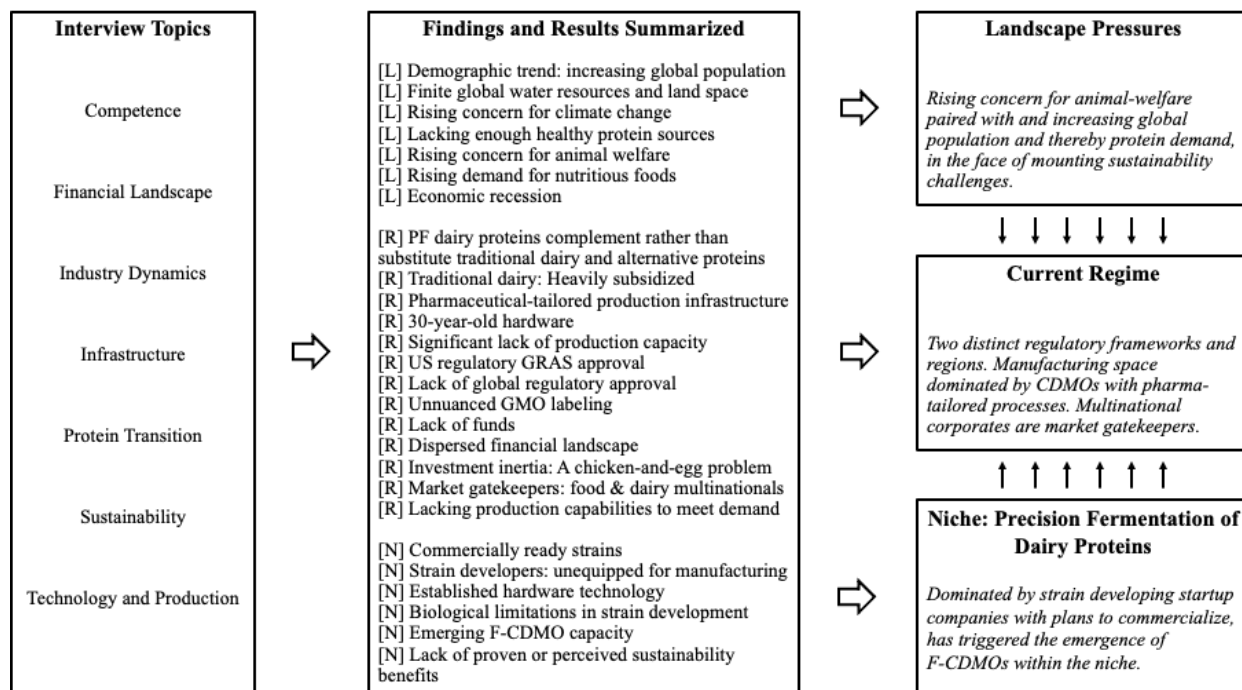 Interview Topics
Competence
Financial Landscape
Industry Dynamics
Infrastructure
Protein Transition
Sustainability
Technology and Production
Findings and Results Summarized
[L] Demographic trend: increasing global population
[L] Finite global water resources and land space
[L] Rising concern for climate change
[L] Lacking enough healthy protein sources
[L] Rising concern for animal welfare
[L] Rising demand for nutritious foods
[L] Economic recession
[R] PF dairy proteins complement rather than
substitute traditional dairy and alternative proteins
[R] Traditional dairy: Heavily subsidized
[R] Pharmaceutical-tailored production infrastructure
[R] 30-year-old hardware
[R] Significant lack of production capacity
[R] US regulatory GRAS approval
[R] Lack of global regulatory approval
[R] Unnuanced GMO labeling
[R] Lack of funds
[R] Dispersed financial landscape
[R] Investment inertia: A chicken-and-egg problem
[R] Market gatekeepers: food & dairy multinationals
[R] Lacking production capabilities to meet demand
[N] Commercially ready strains
[N] Strain developers: unequipped for manufacturing
[N] Established hardware technology
[N] Biological limitations in strain development
[N] Emerging F-CDMO capacity
[N] Lack of proven or perceived sustainability
benefits
Landscape Pressures
Rising concern for animal-welfare
paired with and increasing global
population and thereby protein demand,
in the face of mounting sustainability
challenges.
Current Regime
Two distinct regulatory frameworks and
regions. Manufacturing space
dominated by CDMOs with pharma-
tailored processes. Multinational
corporates are market gatekeepers.
Niche: Precision Fermentation of
Dairy Proteins
Dominated by strain developing startup
companies with plans to commercialize,
has triggered the emergence of
F-CDMOs within the niche.